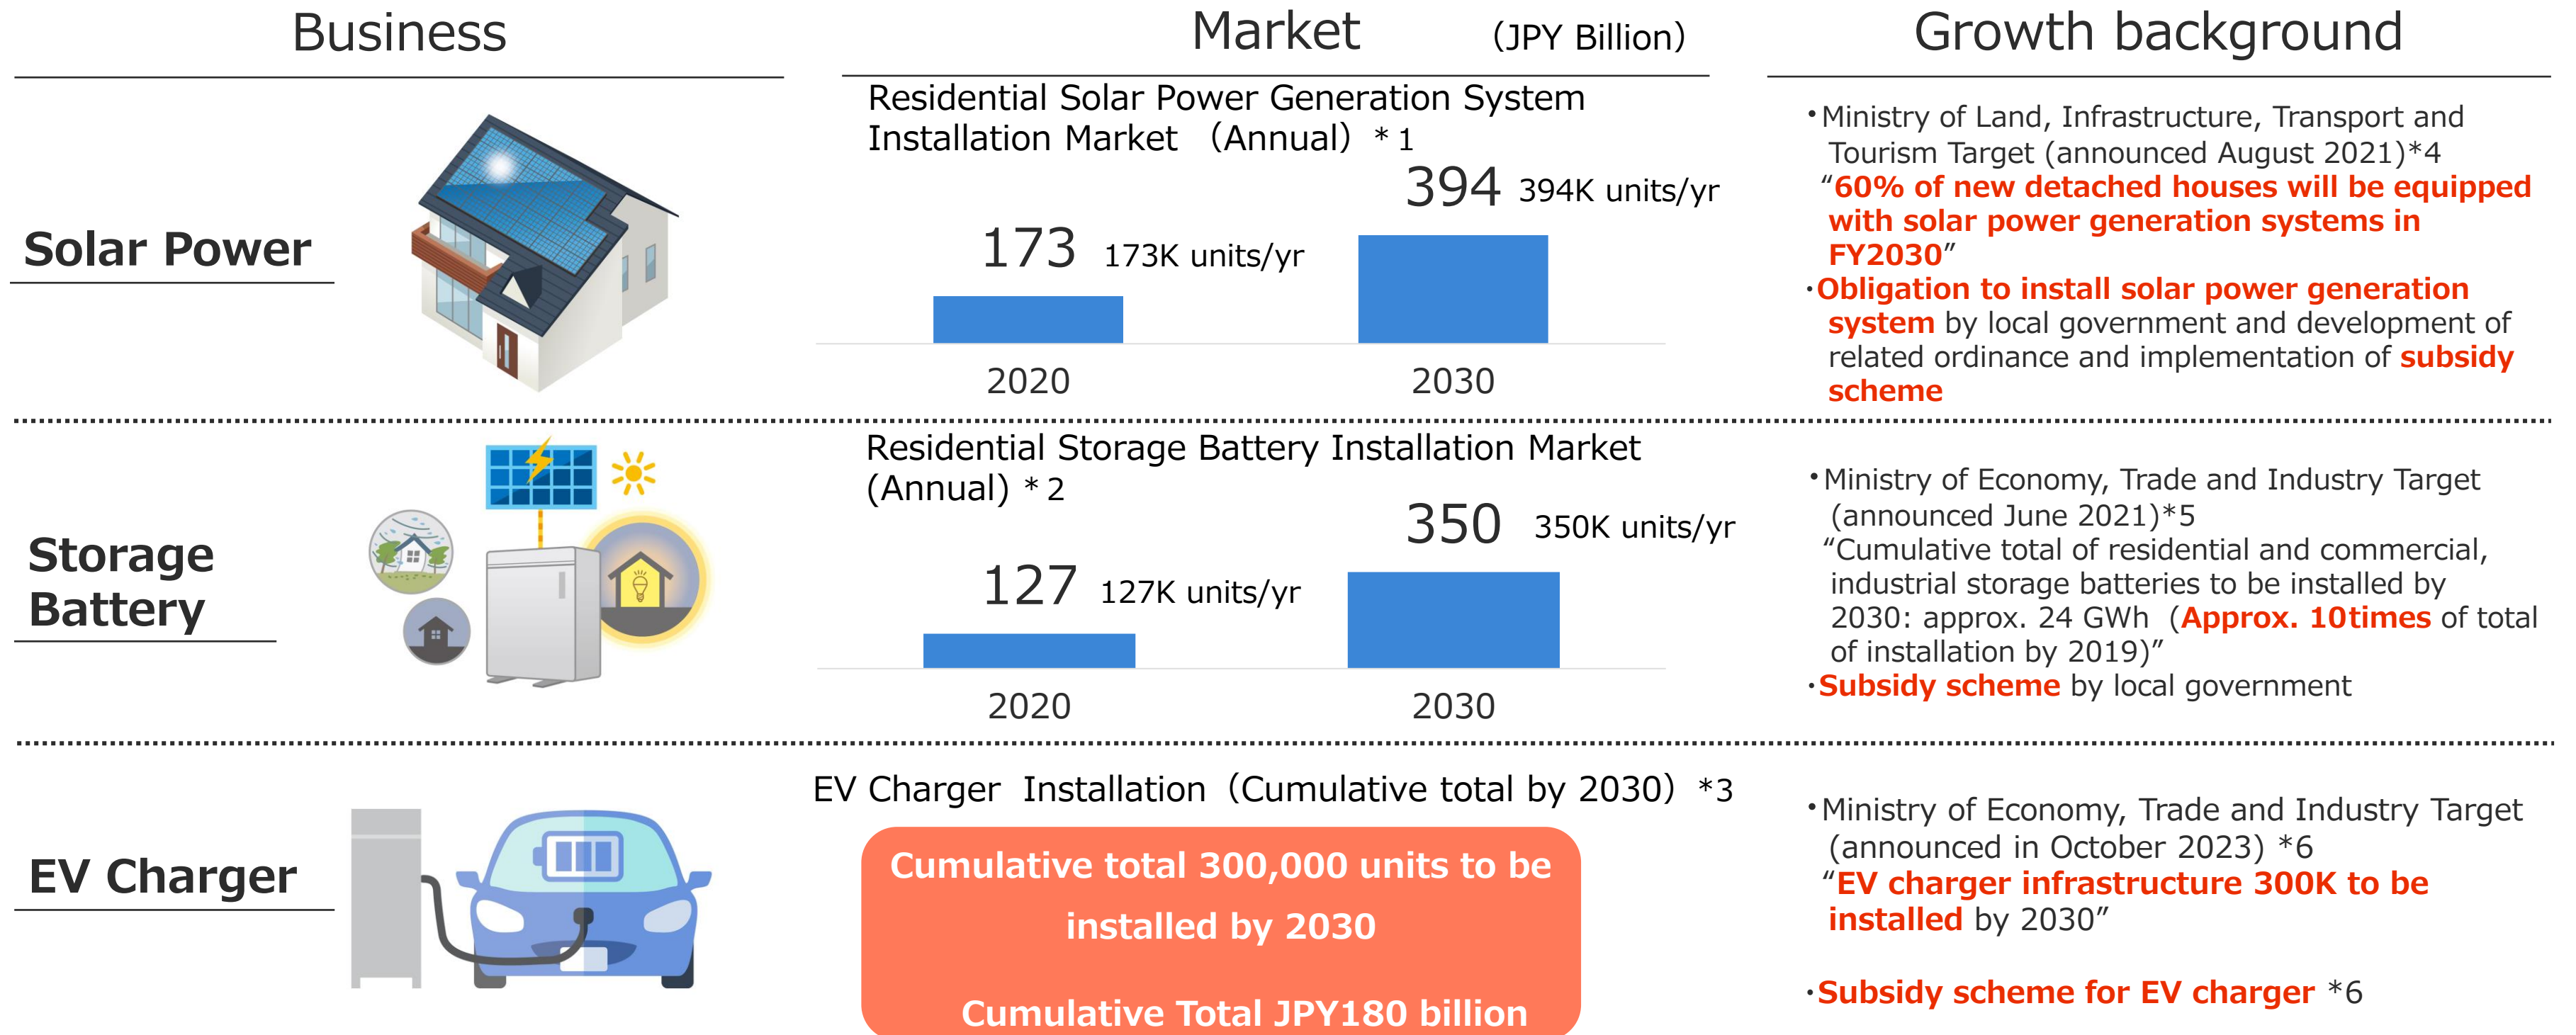 Business
Market （JPY Billion）
Growth background
Solar Power
Residential Solar Power Generation System
Installation Market （Annual）＊1
173 173K units/yr
394 394K units/yr
2020
2030
・Ministry of Land, Infrastructure, Transport and
Tourism Target (announced August 2021)*4
“60% of new detached houses will be equipped
with solar power generation systems in
FY2030”
・Obligation to install solar power generation
system by local government and development of
related ordinance and implementation of subsidy
scheme
Storage
Battery
Residential Storage Battery Installation Market
(Annual)＊2
127 127K units/yr
350 350K units/yr
2020
2030
・Ministry of Economy, Trade and Industry Target
(announced June 2021)*5
“Cumulative total of residential and commercial,
industrial storage batteries to be installed by
2030: approx. 24 GWh (Approx. 10times of total
of installation by 2019)”
・Subsidy scheme by local government
EV Charger
EV Charger Installation（Cumulative total by 2030）*3
Cumulative total 300,000 units to be
installed by 2030
Cumulative Total JPY180 billion
・Ministry of Economy, Trade and Industry Target
(announced in October 2023) *6
“EV charger infrastructure 300K to be
installed by 2030”
・Subsidy scheme for EV charger *6